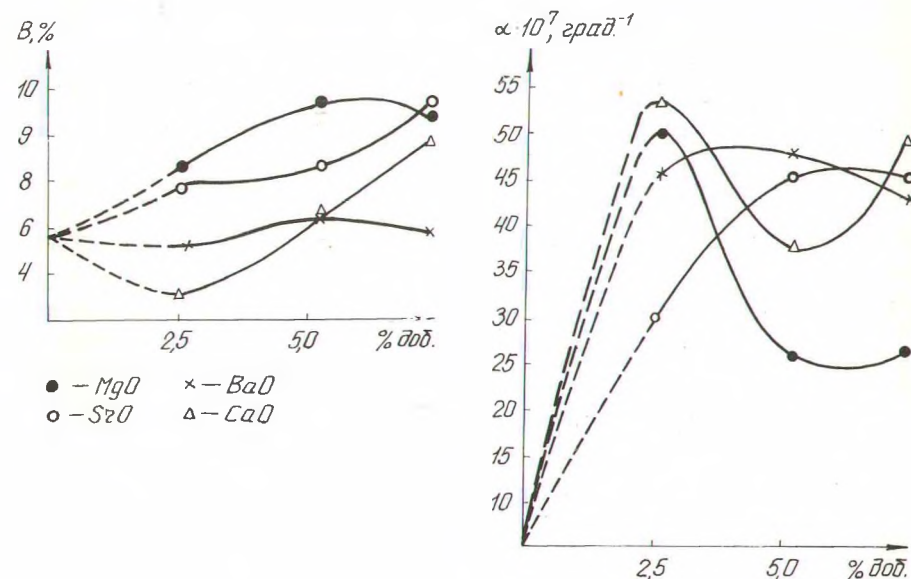 B,%
10
9
8
6
4
2,5 5,0 % доб.
● — MgO × — BaO
○ — SrO △ — CaO
α·10⁷, град.⁻¹
55
50
45
40
35
30
25
20
15
10
2,5 5,0 % доб.